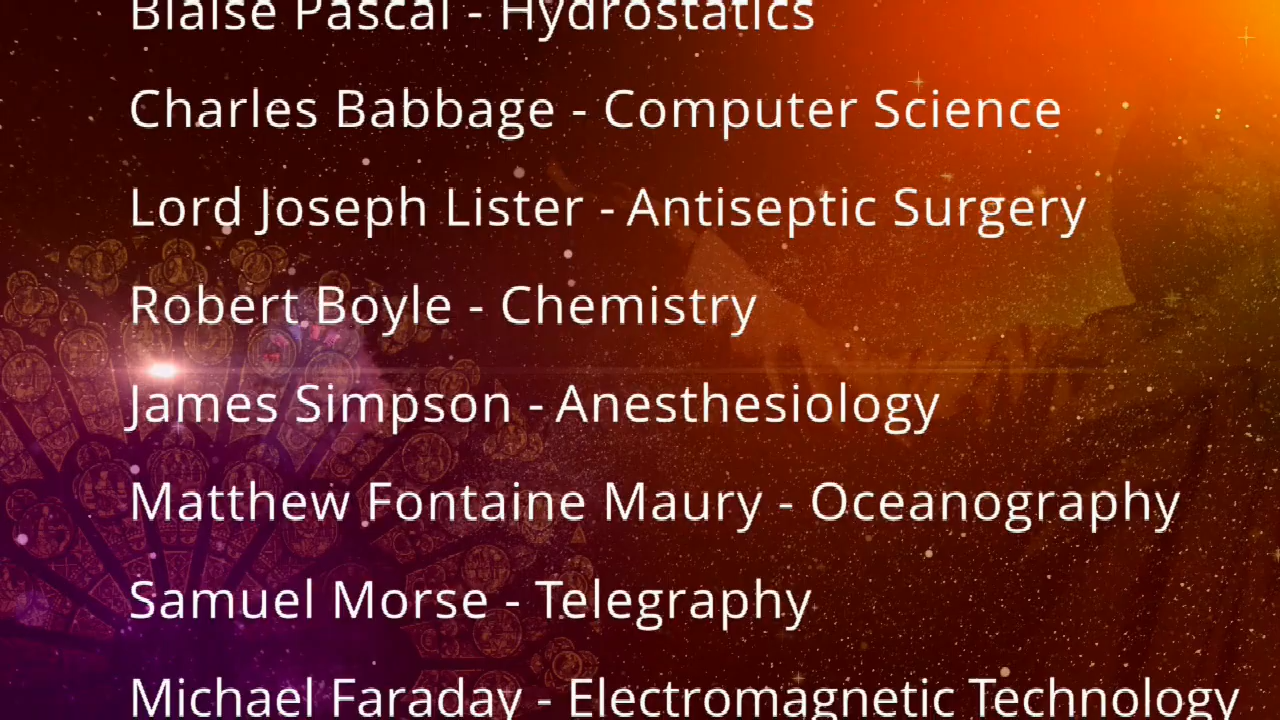 Blaise Pascal - Hydrostatics
Charles Babbage - Computer Science
Lord Joseph Lister - Antiseptic Surgery
Robert Boyle - Chemistry
James Simpson - Anesthesiology
Matthew Fontaine Maury - Oceanography
Samuel Morse - Telegraphy
Michael Faraday - Electromagnetic Technology